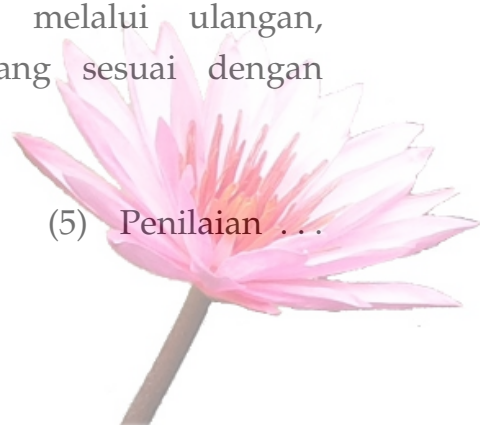 melalui ulangan,
ang sesuai dengan
(5) Penilaian ...